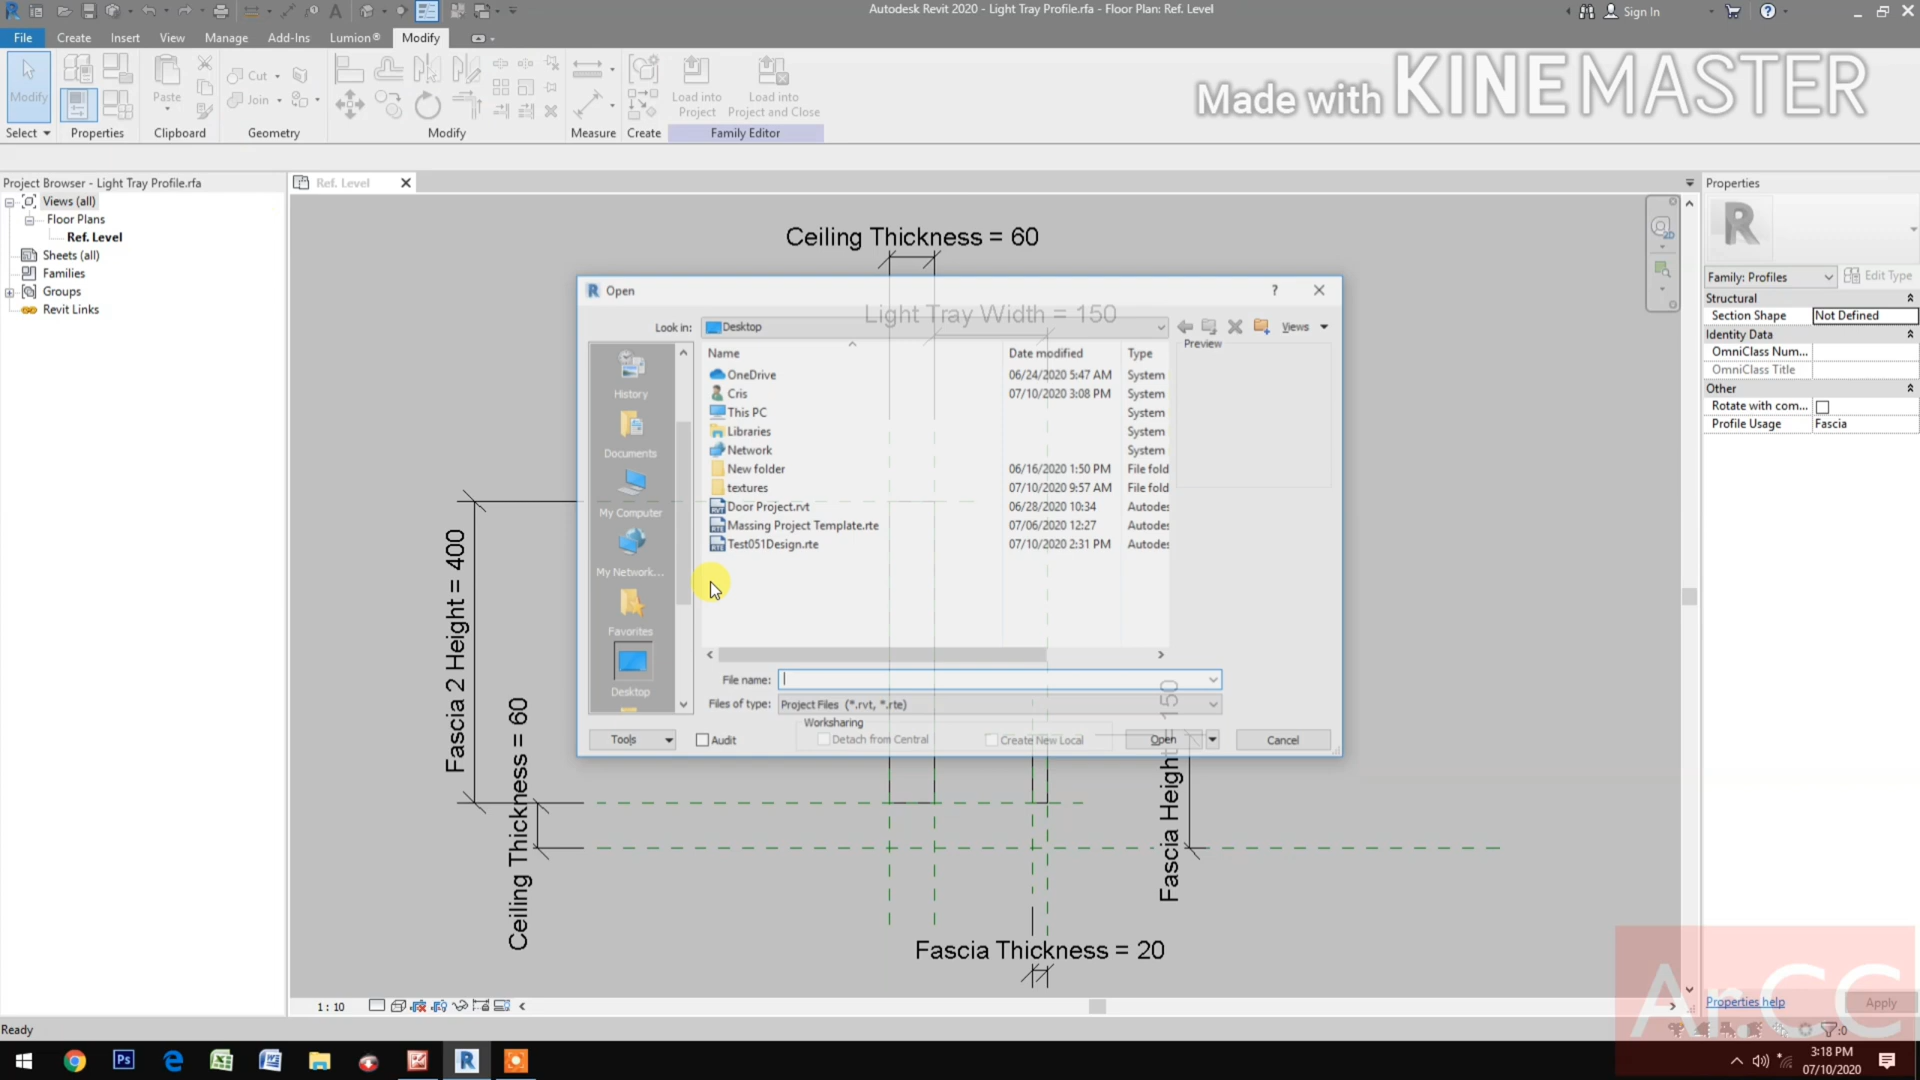 Autodesk Revit 2020 - Light Tray Profile.rfa - Floor Plan: Ref. Level
Sign In
File Create Insert View Manage Add-Ins Lumion® Modify
Modify
Paste
Cut
Join
Load into Project
Load into Project and Close
Select Properties Clipboard Geometry Modify Measure Create Family Editor
Made with KINEMASTER
Project Browser - Light Tray Profile.rfa
Views (all)
Floor Plans
Ref. Level
Sheets (all)
Families
Groups
Revit Links
Ref. Level
Ceiling Thickness = 60
Light Tray Width = 150
Fascia 2 Height = 400
Ceiling Thickness = 60
Fascia Height = 150
Fascia Thickness = 20
Open
Look in: Desktop
Views
Preview
History
Documents
My Computer
My Network...
Favorites
Desktop
Name Date modified Type
OneDrive 06/24/2020 5:47 AM System
Cris 07/10/2020 3:08 PM System
This PC System
Libraries System
Network System
New folder 06/16/2020 1:50 PM File fold
textures 07/10/2020 9:57 AM File fold
Door Project.rvt 06/28/2020 10:34 Autodes
Massing Project Template.rte 07/06/2020 12:27 Autodes
Test051Design.rte 07/10/2020 2:31 PM Autodes
File name:
Files of type: Project Files (*.rvt, *.rte)
Worksharing
Tools Audit Detach from Central Create New Local Open Cancel
Properties
R
Family: Profiles Edit Type
Structural
Section Shape Not Defined
Identity Data
OmniClass Num...
OmniClass Title
Other
Rotate with com...
Profile Usage Fascia
Properties help Apply
ArCC
1 : 10
Ready
:0
3:18 PM
07/10/2020